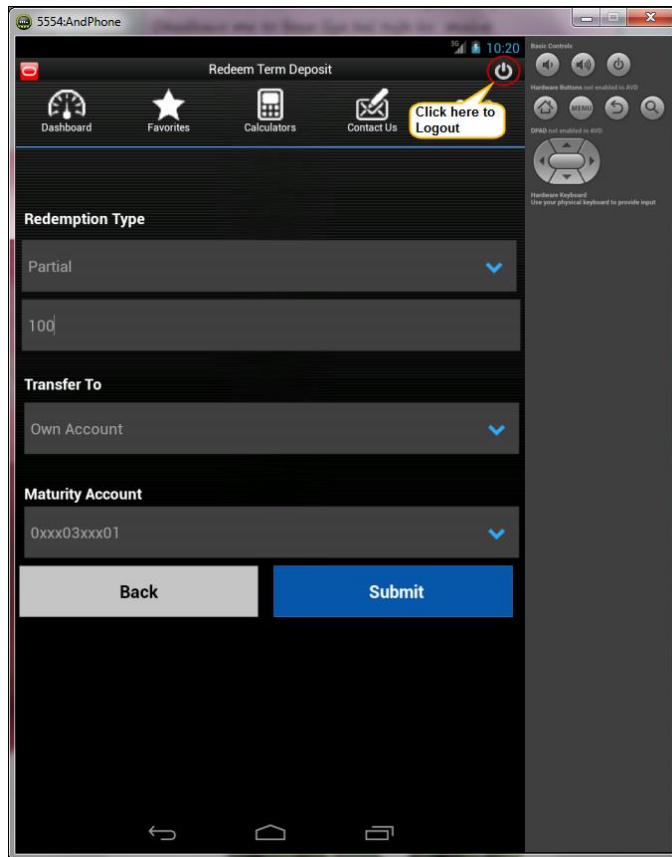 5554:AndPhone
3G 10:20
Redeem Term Deposit
Dashboard
Favorites
Calculators
Contact Us
Click here to
Logout
Redemption Type
Partial
100
Transfer To
Own Account
Maturity Account
0xxx03xxx01
Back
Submit
Basic Controls
Hardware Buttons not enabled in AVD
MENU
DPAD not enabled in AVD
Hardware Keyboard
Use your physical keyboard to provide input